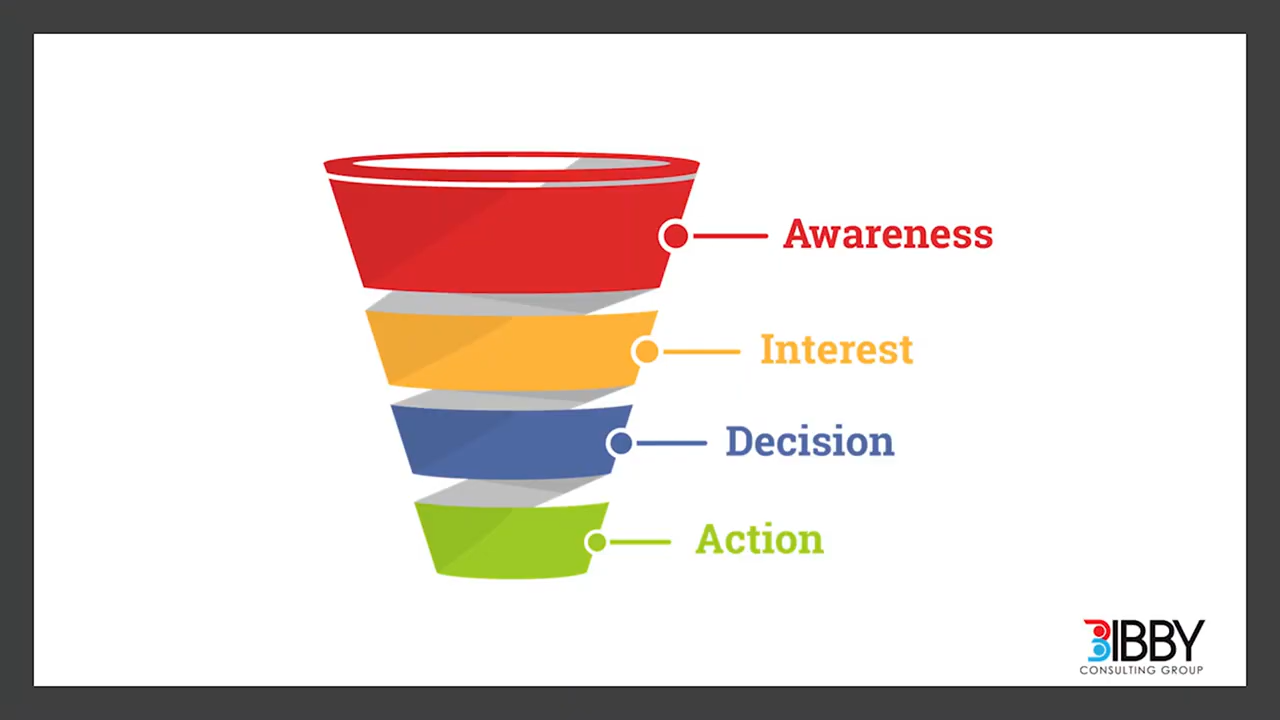 Awareness
Interest
Decision
Action
BIBBY
CONSULTING GROUP